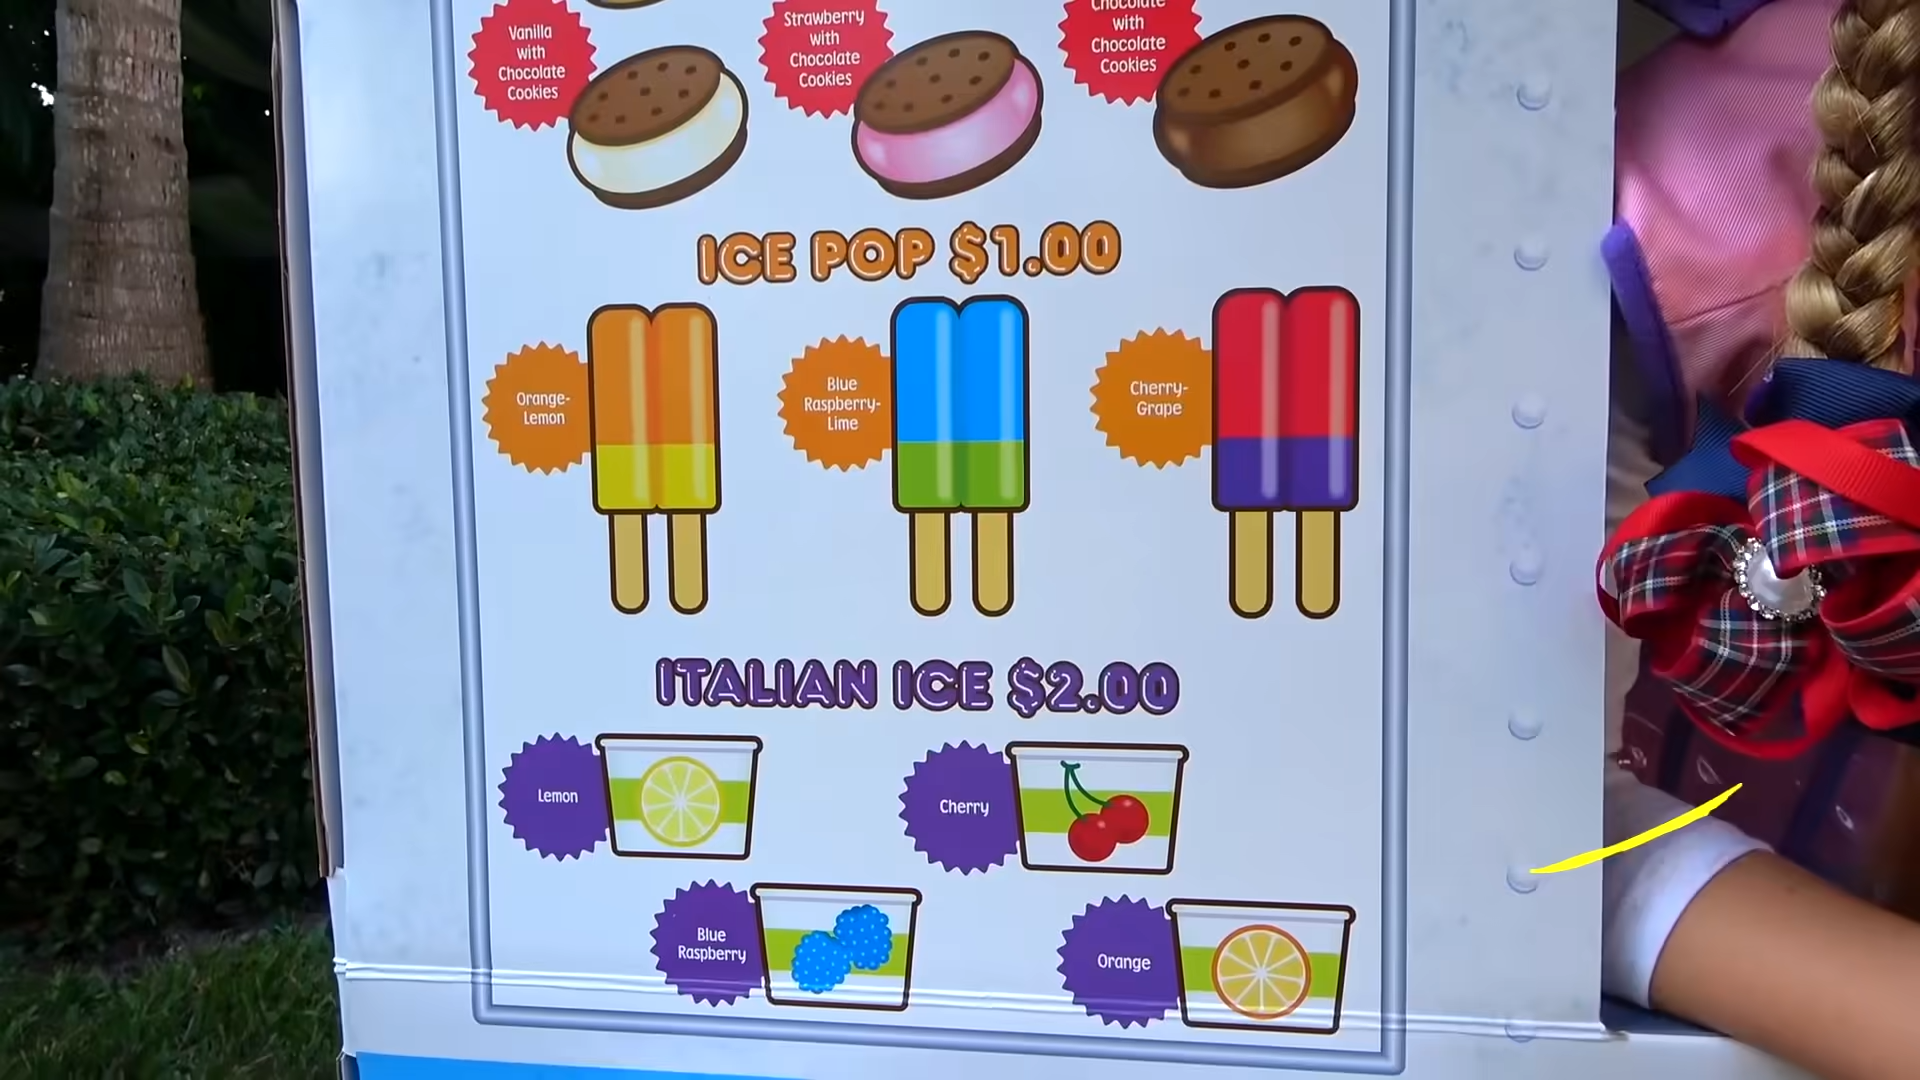 Vanilla
with
Chocolate
Cookies
Strawberry
with
Chocolate
Cookies
Chocolate
with
Chocolate
Cookies
ICE POP $1.00
Orange-
Lemon
Blue
Raspberry-
Lime
Cherry-
Grape
ITALIAN ICE $2.00
Lemon
Cherry
Blue
Raspberry
Orange